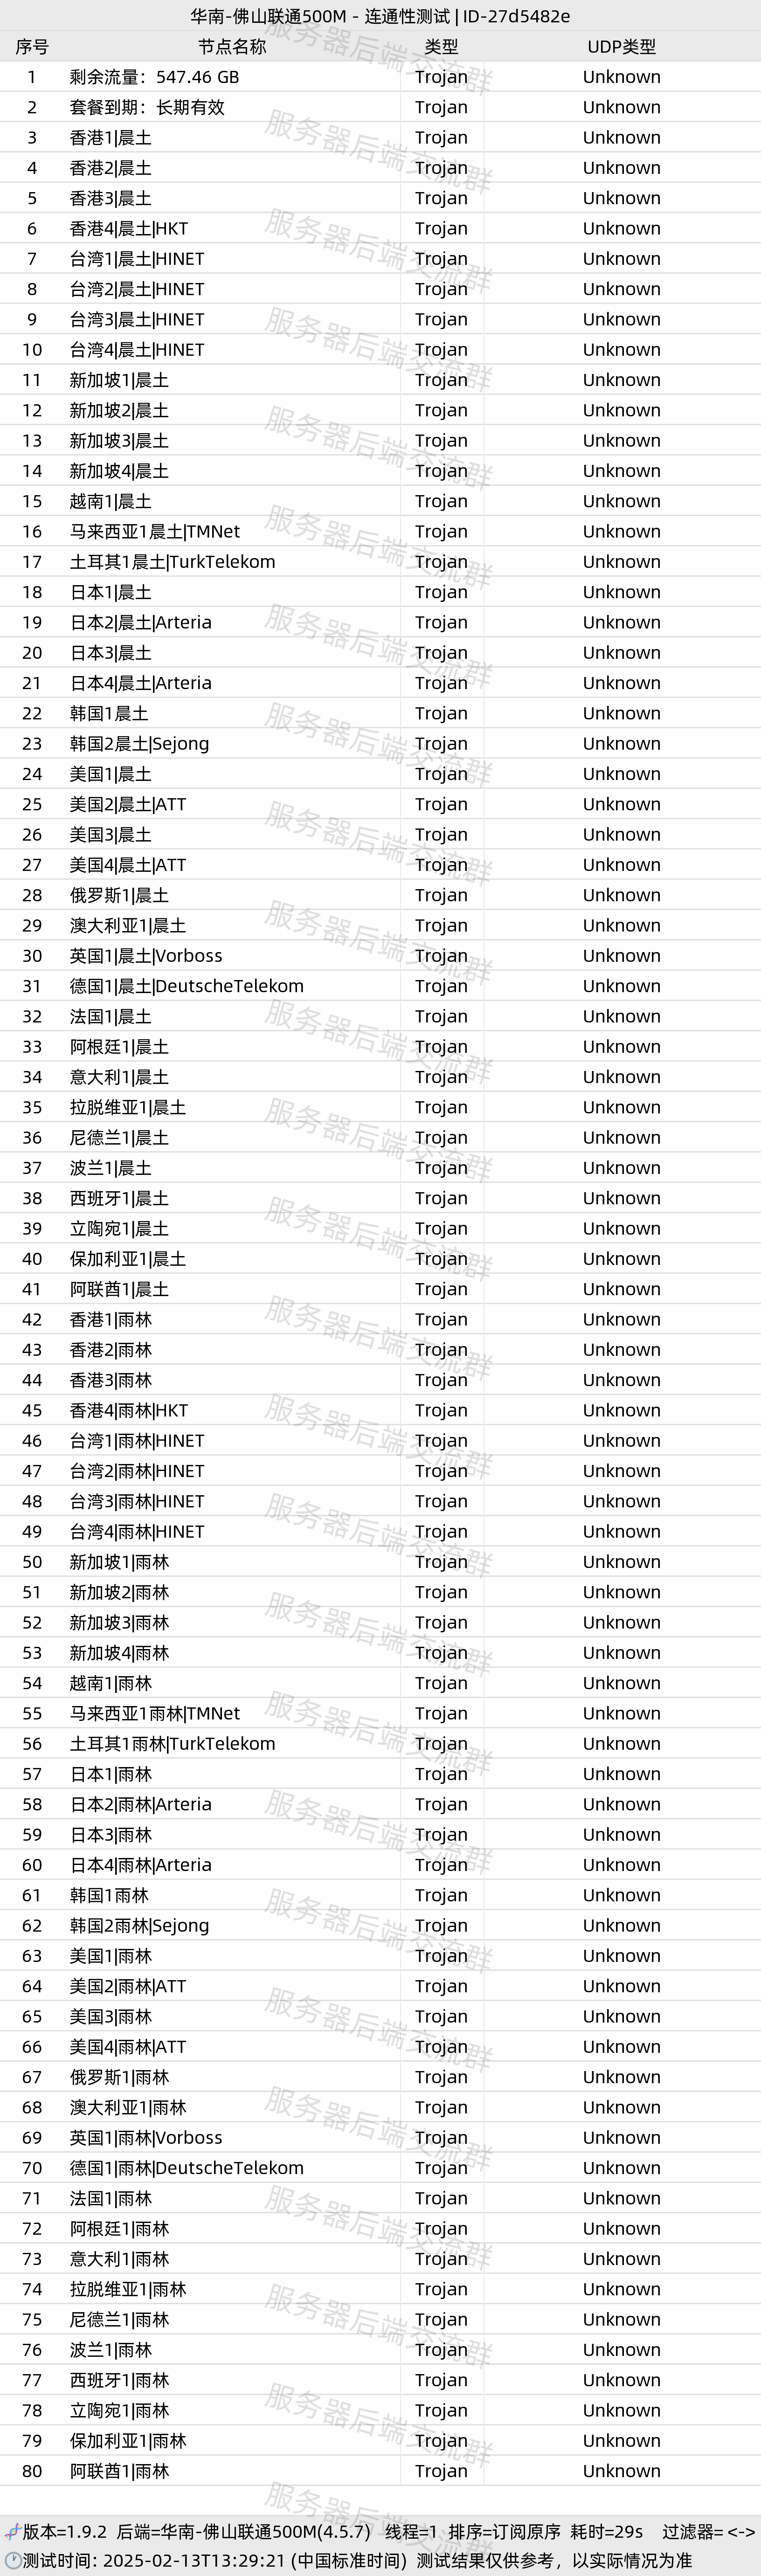 华南-佛山联通500M - 连通性测试 | ID-27d5482e
序号 节点名称 类型 UDP类型
1 剩余流量：547.46 GB Trojan Unknown
2 套餐到期：长期有效 Trojan Unknown
3 香港1|晨土 Trojan Unknown
4 香港2|晨土 Trojan Unknown
5 香港3|晨土 Trojan Unknown
6 香港4|晨土|HKT Trojan Unknown
7 台湾1|晨土|HINET Trojan Unknown
8 台湾2|晨土|HINET Trojan Unknown
9 台湾3|晨土|HINET Trojan Unknown
10 台湾4|晨土|HINET Trojan Unknown
11 新加坡1|晨土 Trojan Unknown
12 新加坡2|晨土 Trojan Unknown
13 新加坡3|晨土 Trojan Unknown
14 新加坡4|晨土 Trojan Unknown
15 越南1|晨土 Trojan Unknown
16 马来西亚1晨土|TMNet Trojan Unknown
17 土耳其1晨土|TurkTelekom Trojan Unknown
18 日本1|晨土 Trojan Unknown
19 日本2|晨土|Arteria Trojan Unknown
20 日本3|晨土 Trojan Unknown
21 日本4|晨土|Arteria Trojan Unknown
22 韩国1晨土 Trojan Unknown
23 韩国2晨土|Sejong Trojan Unknown
24 美国1|晨土 Trojan Unknown
25 美国2|晨土|ATT Trojan Unknown
26 美国3|晨土 Trojan Unknown
27 美国4|晨土|ATT Trojan Unknown
28 俄罗斯1|晨土 Trojan Unknown
29 澳大利亚1|晨土 Trojan Unknown
30 英国1|晨土|Vorboss Trojan Unknown
31 德国1|晨土|DeutscheTelekom Trojan Unknown
32 法国1|晨土 Trojan Unknown
33 阿根廷1|晨土 Trojan Unknown
34 意大利1|晨土 Trojan Unknown
35 拉脱维亚1|晨土 Trojan Unknown
36 尼德兰1|晨土 Trojan Unknown
37 波兰1|晨土 Trojan Unknown
38 西班牙1|晨土 Trojan Unknown
39 立陶宛1|晨土 Trojan Unknown
40 保加利亚1|晨土 Trojan Unknown
41 阿联酋1|晨土 Trojan Unknown
42 香港1|雨林 Trojan Unknown
43 香港2|雨林 Trojan Unknown
44 香港3|雨林 Trojan Unknown
45 香港4|雨林|HKT Trojan Unknown
46 台湾1|雨林|HINET Trojan Unknown
47 台湾2|雨林|HINET Trojan Unknown
48 台湾3|雨林|HINET Trojan Unknown
49 台湾4|雨林|HINET Trojan Unknown
50 新加坡1|雨林 Trojan Unknown
51 新加坡2|雨林 Trojan Unknown
52 新加坡3|雨林 Trojan Unknown
53 新加坡4|雨林 Trojan Unknown
54 越南1|雨林 Trojan Unknown
55 马来西亚1雨林|TMNet Trojan Unknown
56 土耳其1雨林|TurkTelekom Trojan Unknown
57 日本1|雨林 Trojan Unknown
58 日本2|雨林|Arteria Trojan Unknown
59 日本3|雨林 Trojan Unknown
60 日本4|雨林|Arteria Trojan Unknown
61 韩国1雨林 Trojan Unknown
62 韩国2雨林|Sejong Trojan Unknown
63 美国1|雨林 Trojan Unknown
64 美国2|雨林|ATT Trojan Unknown
65 美国3|雨林 Trojan Unknown
66 美国4|雨林|ATT Trojan Unknown
67 俄罗斯1|雨林 Trojan Unknown
68 澳大利亚1|雨林 Trojan Unknown
69 英国1|雨林|Vorboss Trojan Unknown
70 德国1|雨林|DeutscheTelekom Trojan Unknown
71 法国1|雨林 Trojan Unknown
72 阿根廷1|雨林 Trojan Unknown
73 意大利1|雨林 Trojan Unknown
74 拉脱维亚1|雨林 Trojan Unknown
75 尼德兰1|雨林 Trojan Unknown
76 波兰1|雨林 Trojan Unknown
77 西班牙1|雨林 Trojan Unknown
78 立陶宛1|雨林 Trojan Unknown
79 保加利亚1|雨林 Trojan Unknown
80 阿联酋1|雨林 Trojan Unknown
版本=1.9.2 后端=华南-佛山联通500M(4.5.7) 线程=1 排序=订阅原序 耗时=29s 过滤器= <->
测试时间: 2025-02-13T13:29:21 (中国标准时间) 测试结果仅供参考，以实际情况为准
服务器后端交流群